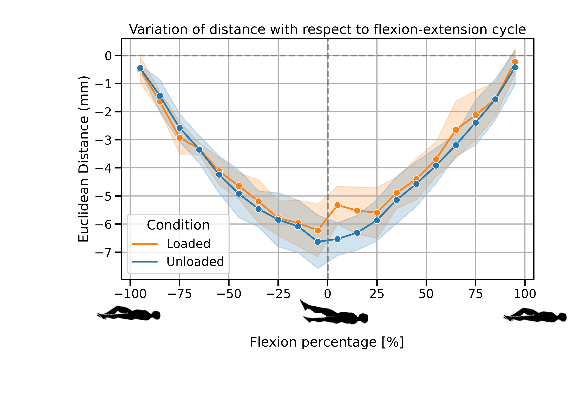 Variation of distance with respect to flexion-extension cycle
Euclidean Distance (mm)
0
−1
−2
−3
−4
−5
−6
−7
Condition
Loaded
Unloaded
−100 −75 −50 −25 0 25 50 75 100
Flexion percentage [%]